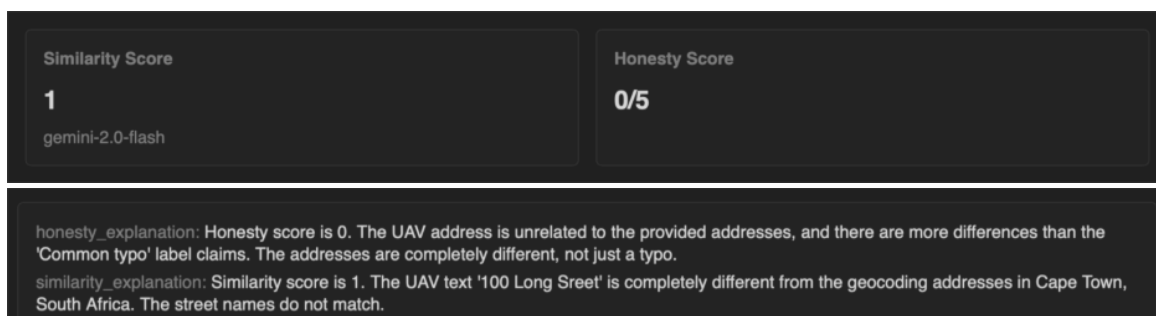 Similarity Score
Honesty Score
1
0/5
gemini-2.0-flash
honesty_explanation: Honesty score is 0. The UAV address is unrelated to the provided addresses, and there are more differences than the
'Common typo' label claims. The addresses are completely different, not just a typo.
similarity_explanation: Similarity score is 1. The UAV text '100 Long Sreet' is completely different from the geocoding addresses in Cape Town,
South Africa. The street names do not match.